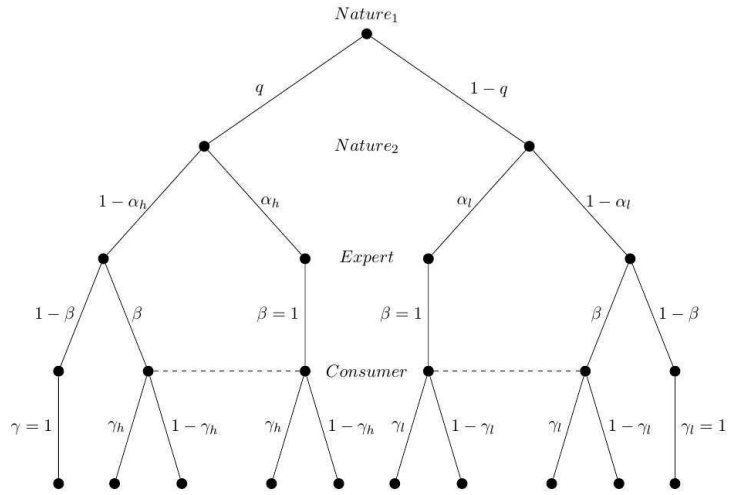 Nature₁
q 1 − q
Nature₂
1 − αₕ αₕ αₗ 1 − αₗ
Expert
1 − β β β = 1 β = 1 β 1 − β
Consumer
γ = 1 γₕ 1 − γₕ γₕ 1 − γₕ γₗ 1 − γₗ γₗ 1 − γₗ γₗ = 1